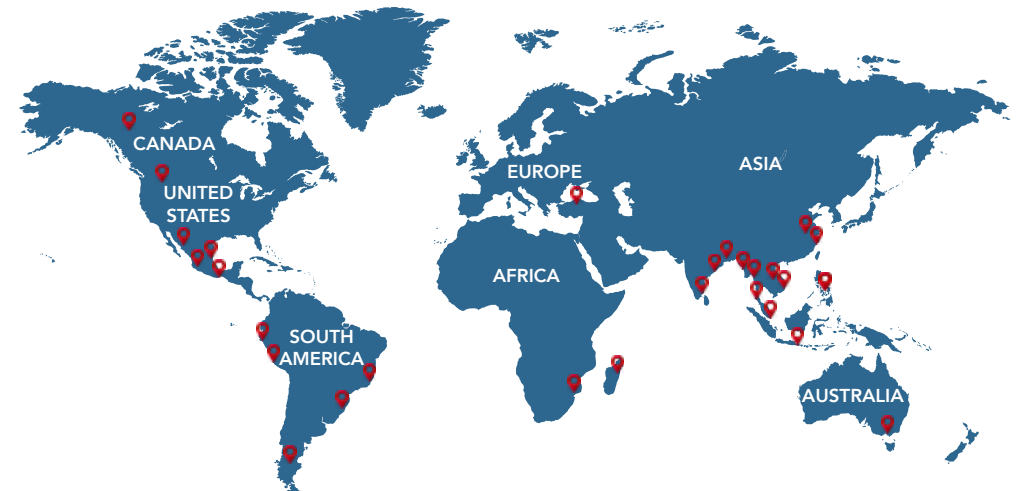 CANADA
UNITED
STATES
EUROPE
ASIA
AFRICA
SOUTH
AMERICA
AUSTRALIA